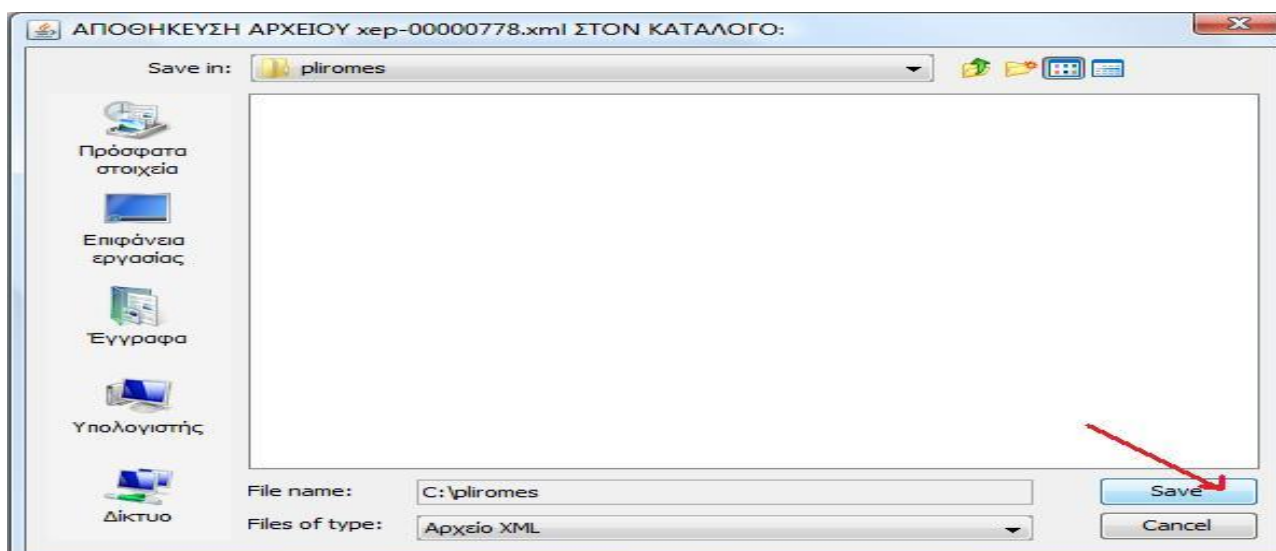 ΑΠΟΘΗΚΕΥΣΗ ΑΡΧΕΙΟΥ xep-00000778.xml ΣΤΟΝ ΚΑΤΑΛΟΓΟ:
Save in:
pliromes
Πρόσφατα
στοιχεία
Επιφάνεια
εργασίας
Έγγραφα
Υπολογιστής
Δίκτυο
File name:
C:\pliromes
Save
Files of type:
Αρχείο XML
Cancel